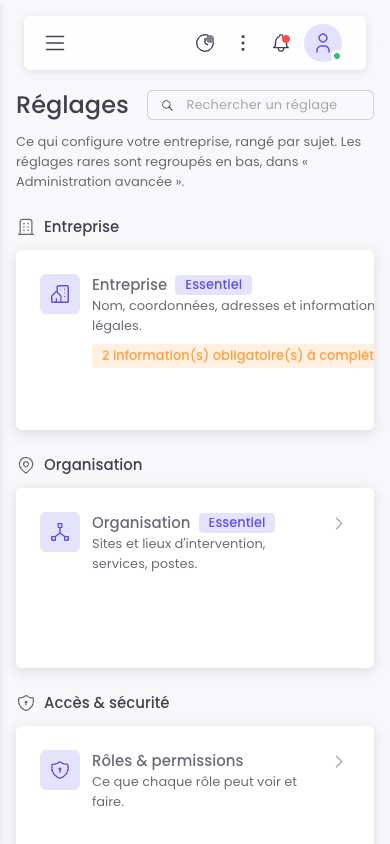 Réglages
Rechercher un réglage
Ce qui configure votre entreprise, rangé par sujet. Les
réglages rares sont regroupés en bas, dans «
Administration avancée ».
Entreprise
Entreprise Essentiel
Nom, coordonnées, adresses et information
légales.
2 information(s) obligatoire(s) à complét
Organisation
Organisation Essentiel
Sites et lieux d'intervention,
services, postes.
Accès & sécurité
Rôles & permissions
Ce que chaque rôle peut voir et
faire.